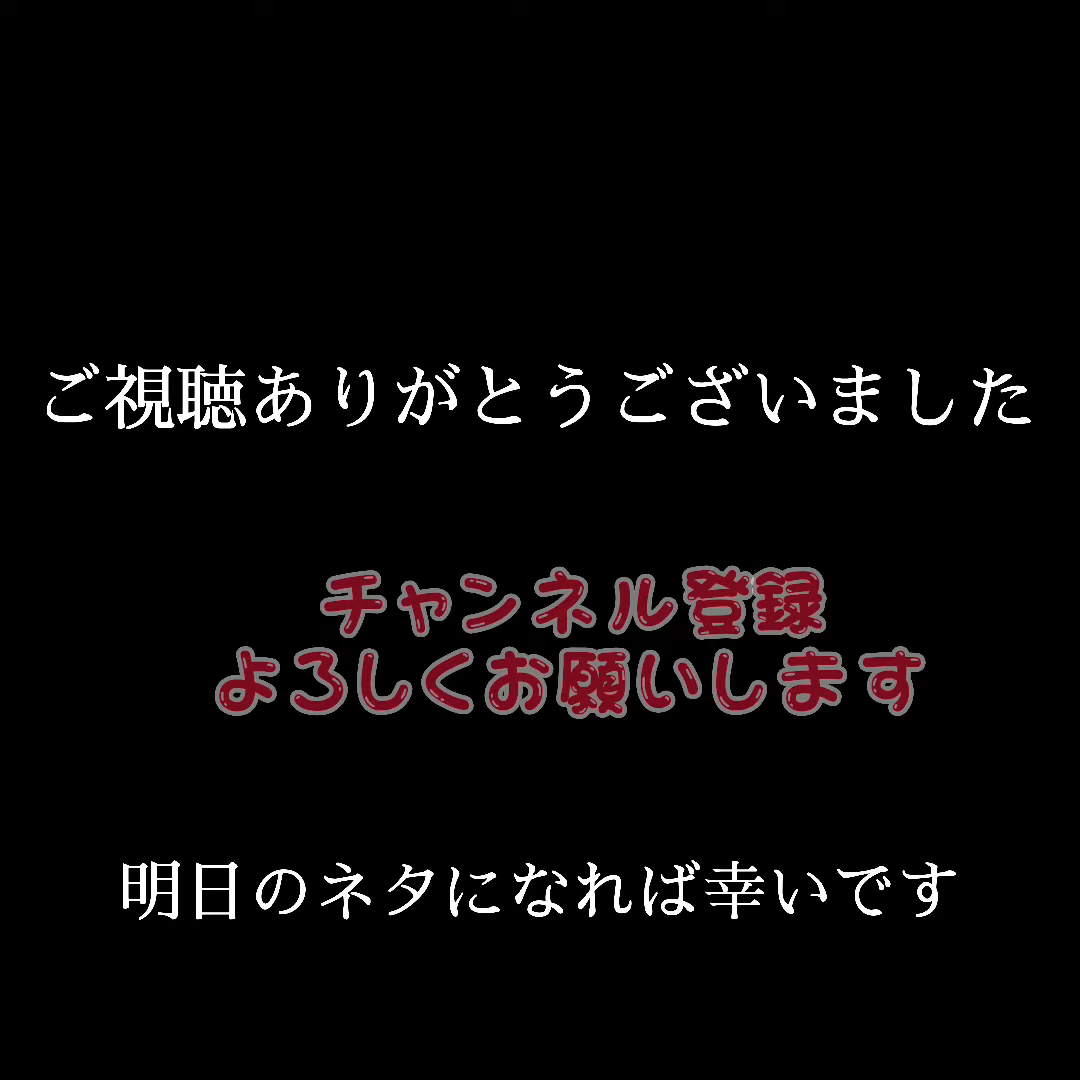 ご視聴ありがとうございました
チャンネル登録
よろしくお願いします
明日のネタになれば幸いです